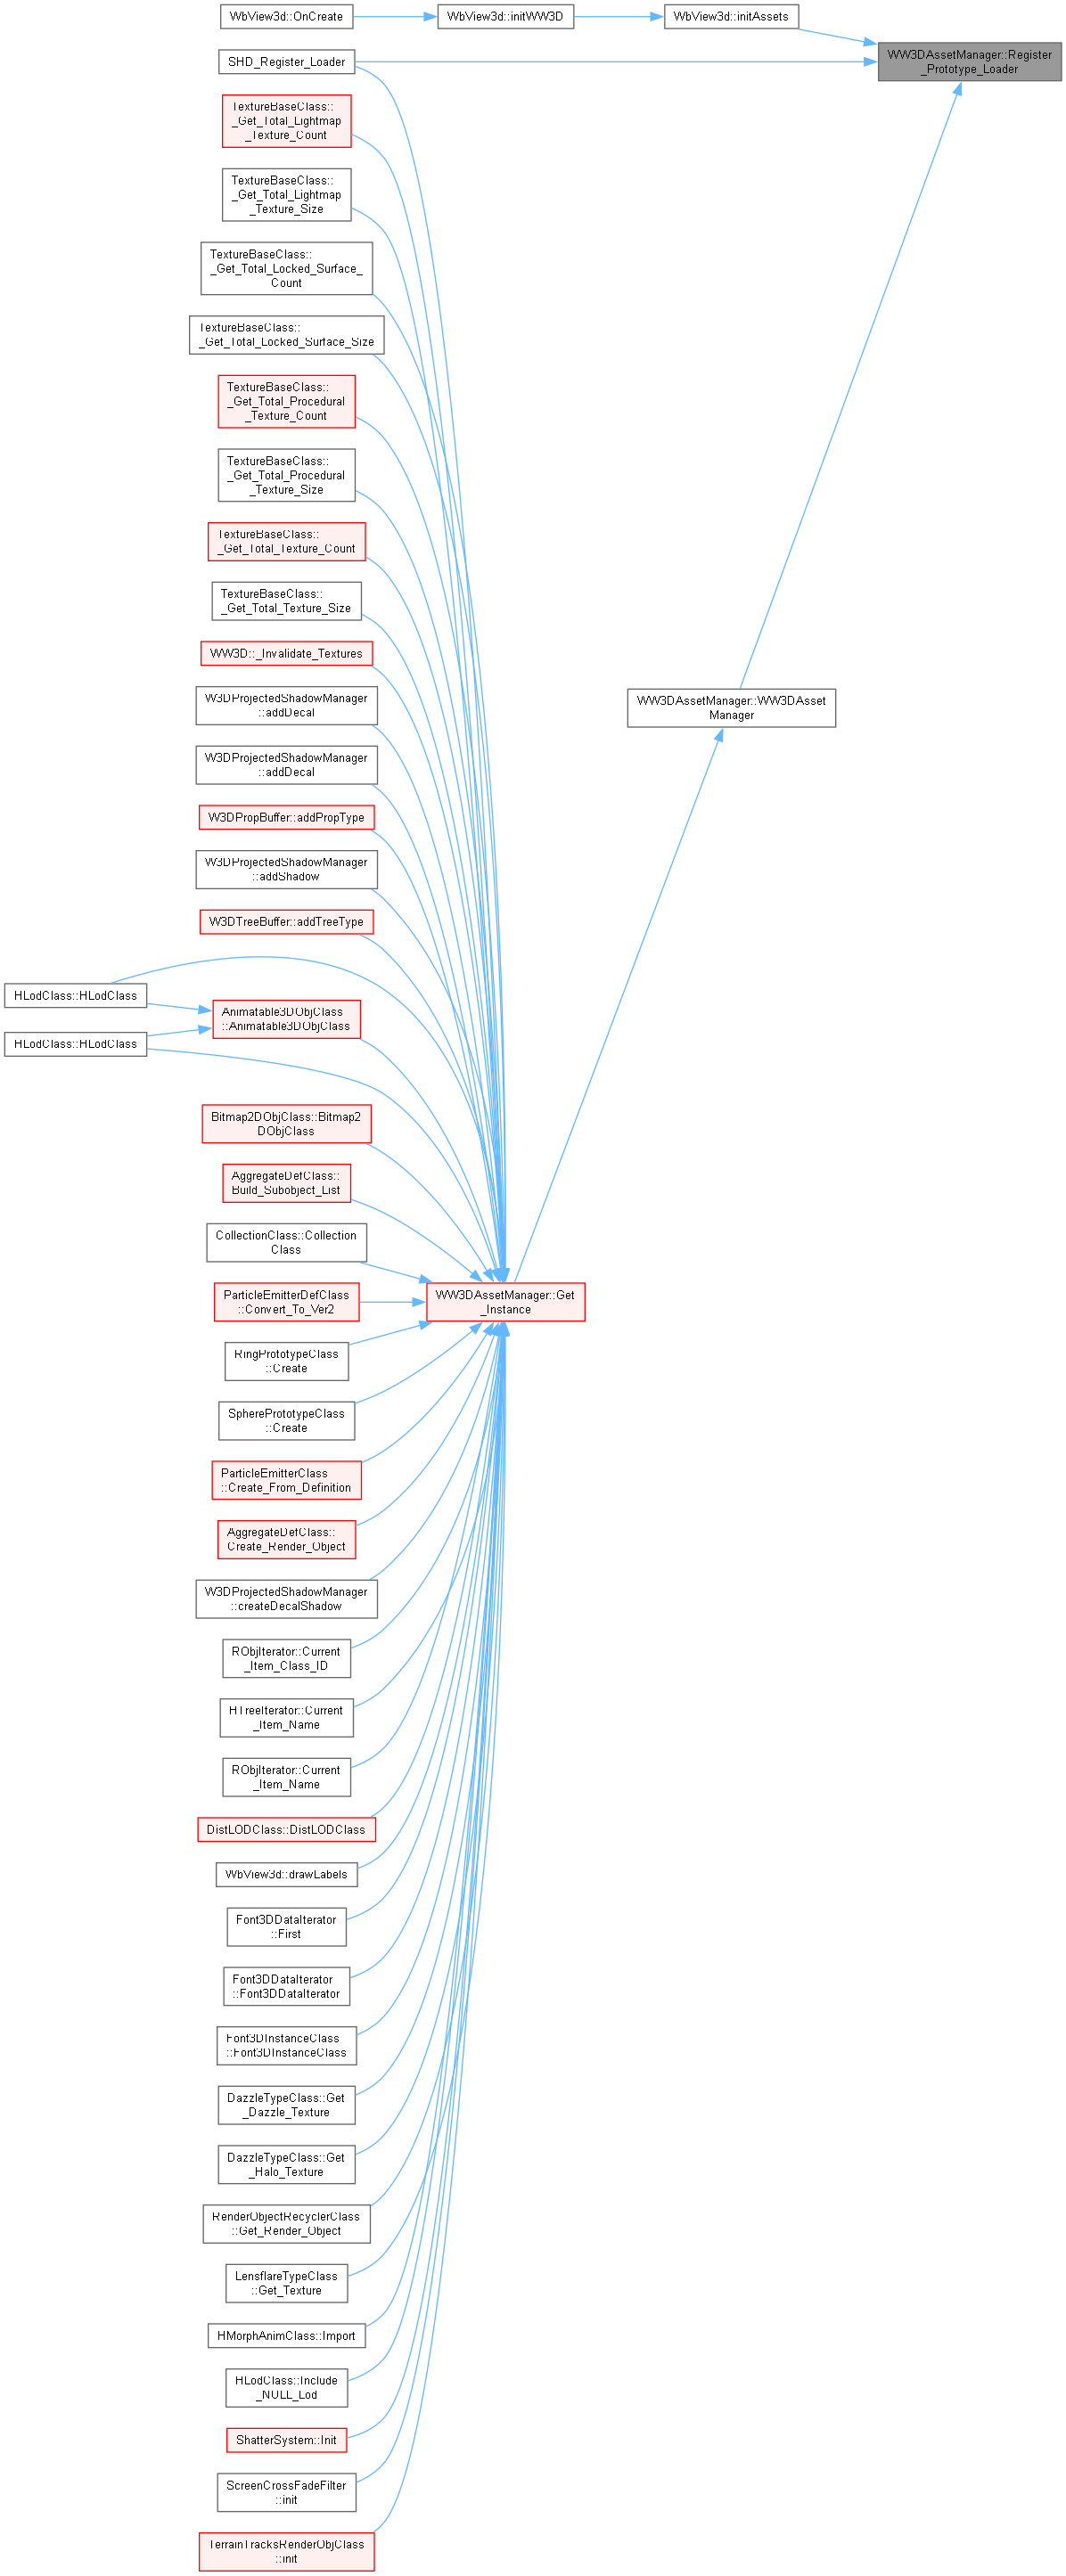 WbView3d::OnCreate
WbView3d::initWW3D
WbView3d::initAssets
WW3DAssetManager::Register
_Prototype_Loader
SHD_Register_Loader
TextureBaseClass::
_Get_Total_Lightmap
_Texture_Count
TextureBaseClass::
_Get_Total_Lightmap
_Texture_Size
TextureBaseClass::
_Get_Total_Locked_Surface_
Count
TextureBaseClass::
_Get_Total_Locked_Surface_Size
TextureBaseClass::
_Get_Total_Procedural
_Texture_Count
TextureBaseClass::
_Get_Total_Procedural
_Texture_Size
TextureBaseClass::
_Get_Total_Texture_Count
TextureBaseClass::
_Get_Total_Texture_Size
WW3D::_Invalidate_Textures
W3DProjectedShadowManager
::addDecal
WW3DAssetManager::WW3DAsset
Manager
W3DProjectedShadowManager
::addDecal
W3DPropBuffer::addPropType
W3DProjectedShadowManager
::addShadow
W3DTreeBuffer::addTreeType
HLodClass::HLodClass
Animatable3DObjClass
::Animatable3DObjClass
HLodClass::HLodClass
Bitmap2DObjClass::Bitmap2
DObjClass
AggregateDefClass::
Build_Subobject_List
CollectionClass::Collection
Class
ParticleEmitterDefClass
::Convert_To_Ver2
WW3DAssetManager::Get
_Instance
RingPrototypeClass
::Create
SpherePrototypeClass
::Create
ParticleEmitterClass
::Create_From_Definition
AggregateDefClass::
Create_Render_Object
W3DProjectedShadowManager
::createDecalShadow
RObjIterator::Current
_Item_Class_ID
HTreeIterator::Current
_Item_Name
RObjIterator::Current
_Item_Name
DistLODClass::DistLODClass
WbView3d::drawLabels
Font3DDataIterator
::First
Font3DDataIterator
::Font3DDataIterator
Font3DInstanceClass
::Font3DInstanceClass
DazzleTypeClass::Get
_Dazzle_Texture
DazzleTypeClass::Get
_Halo_Texture
RenderObjectRecyclerClass
::Get_Render_Object
LensflareTypeClass
::Get_Texture
HMorphAnimClass::Import
HLodClass::Include
_NULL_Lod
ShatterSystem::Init
ScreenCrossFadeFilter
::init
TerrainTracksRenderObjClass
::init